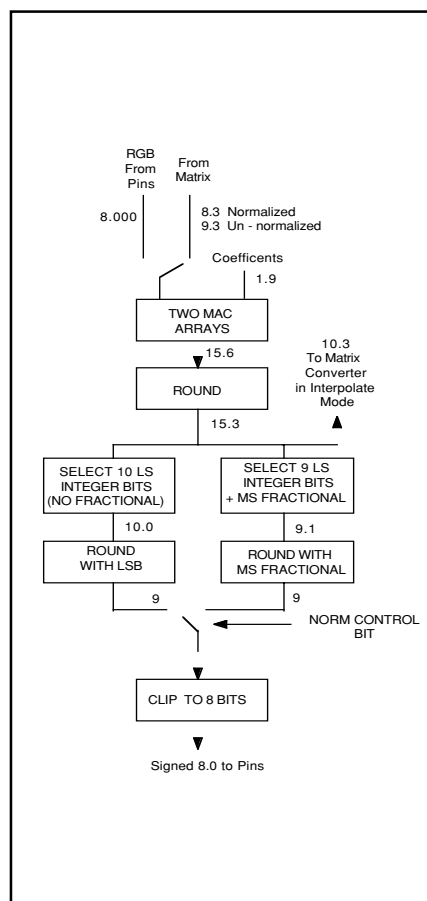 RGB
From
Pins
From
Matrix
8.000
8.3 Normalized
9.3 Un - normalized
Coefficents
1.9
TWO MAC
ARRAYS
15.6
10.3
To Matrix
Converter
in Interpolate
Mode
ROUND
15.3
SELECT 10 LS
INTEGER BITS
(NO FRACTIONAL)
SELECT 9 LS
INTEGER BITS
+ MS FRACTIONAL
10.0
9.1
ROUND
WITH LSB
ROUND WITH
MS FRACTIONAL
9
9
NORM CONTROL
BIT
CLIP TO 8 BITS
Signed 8.0 to Pins